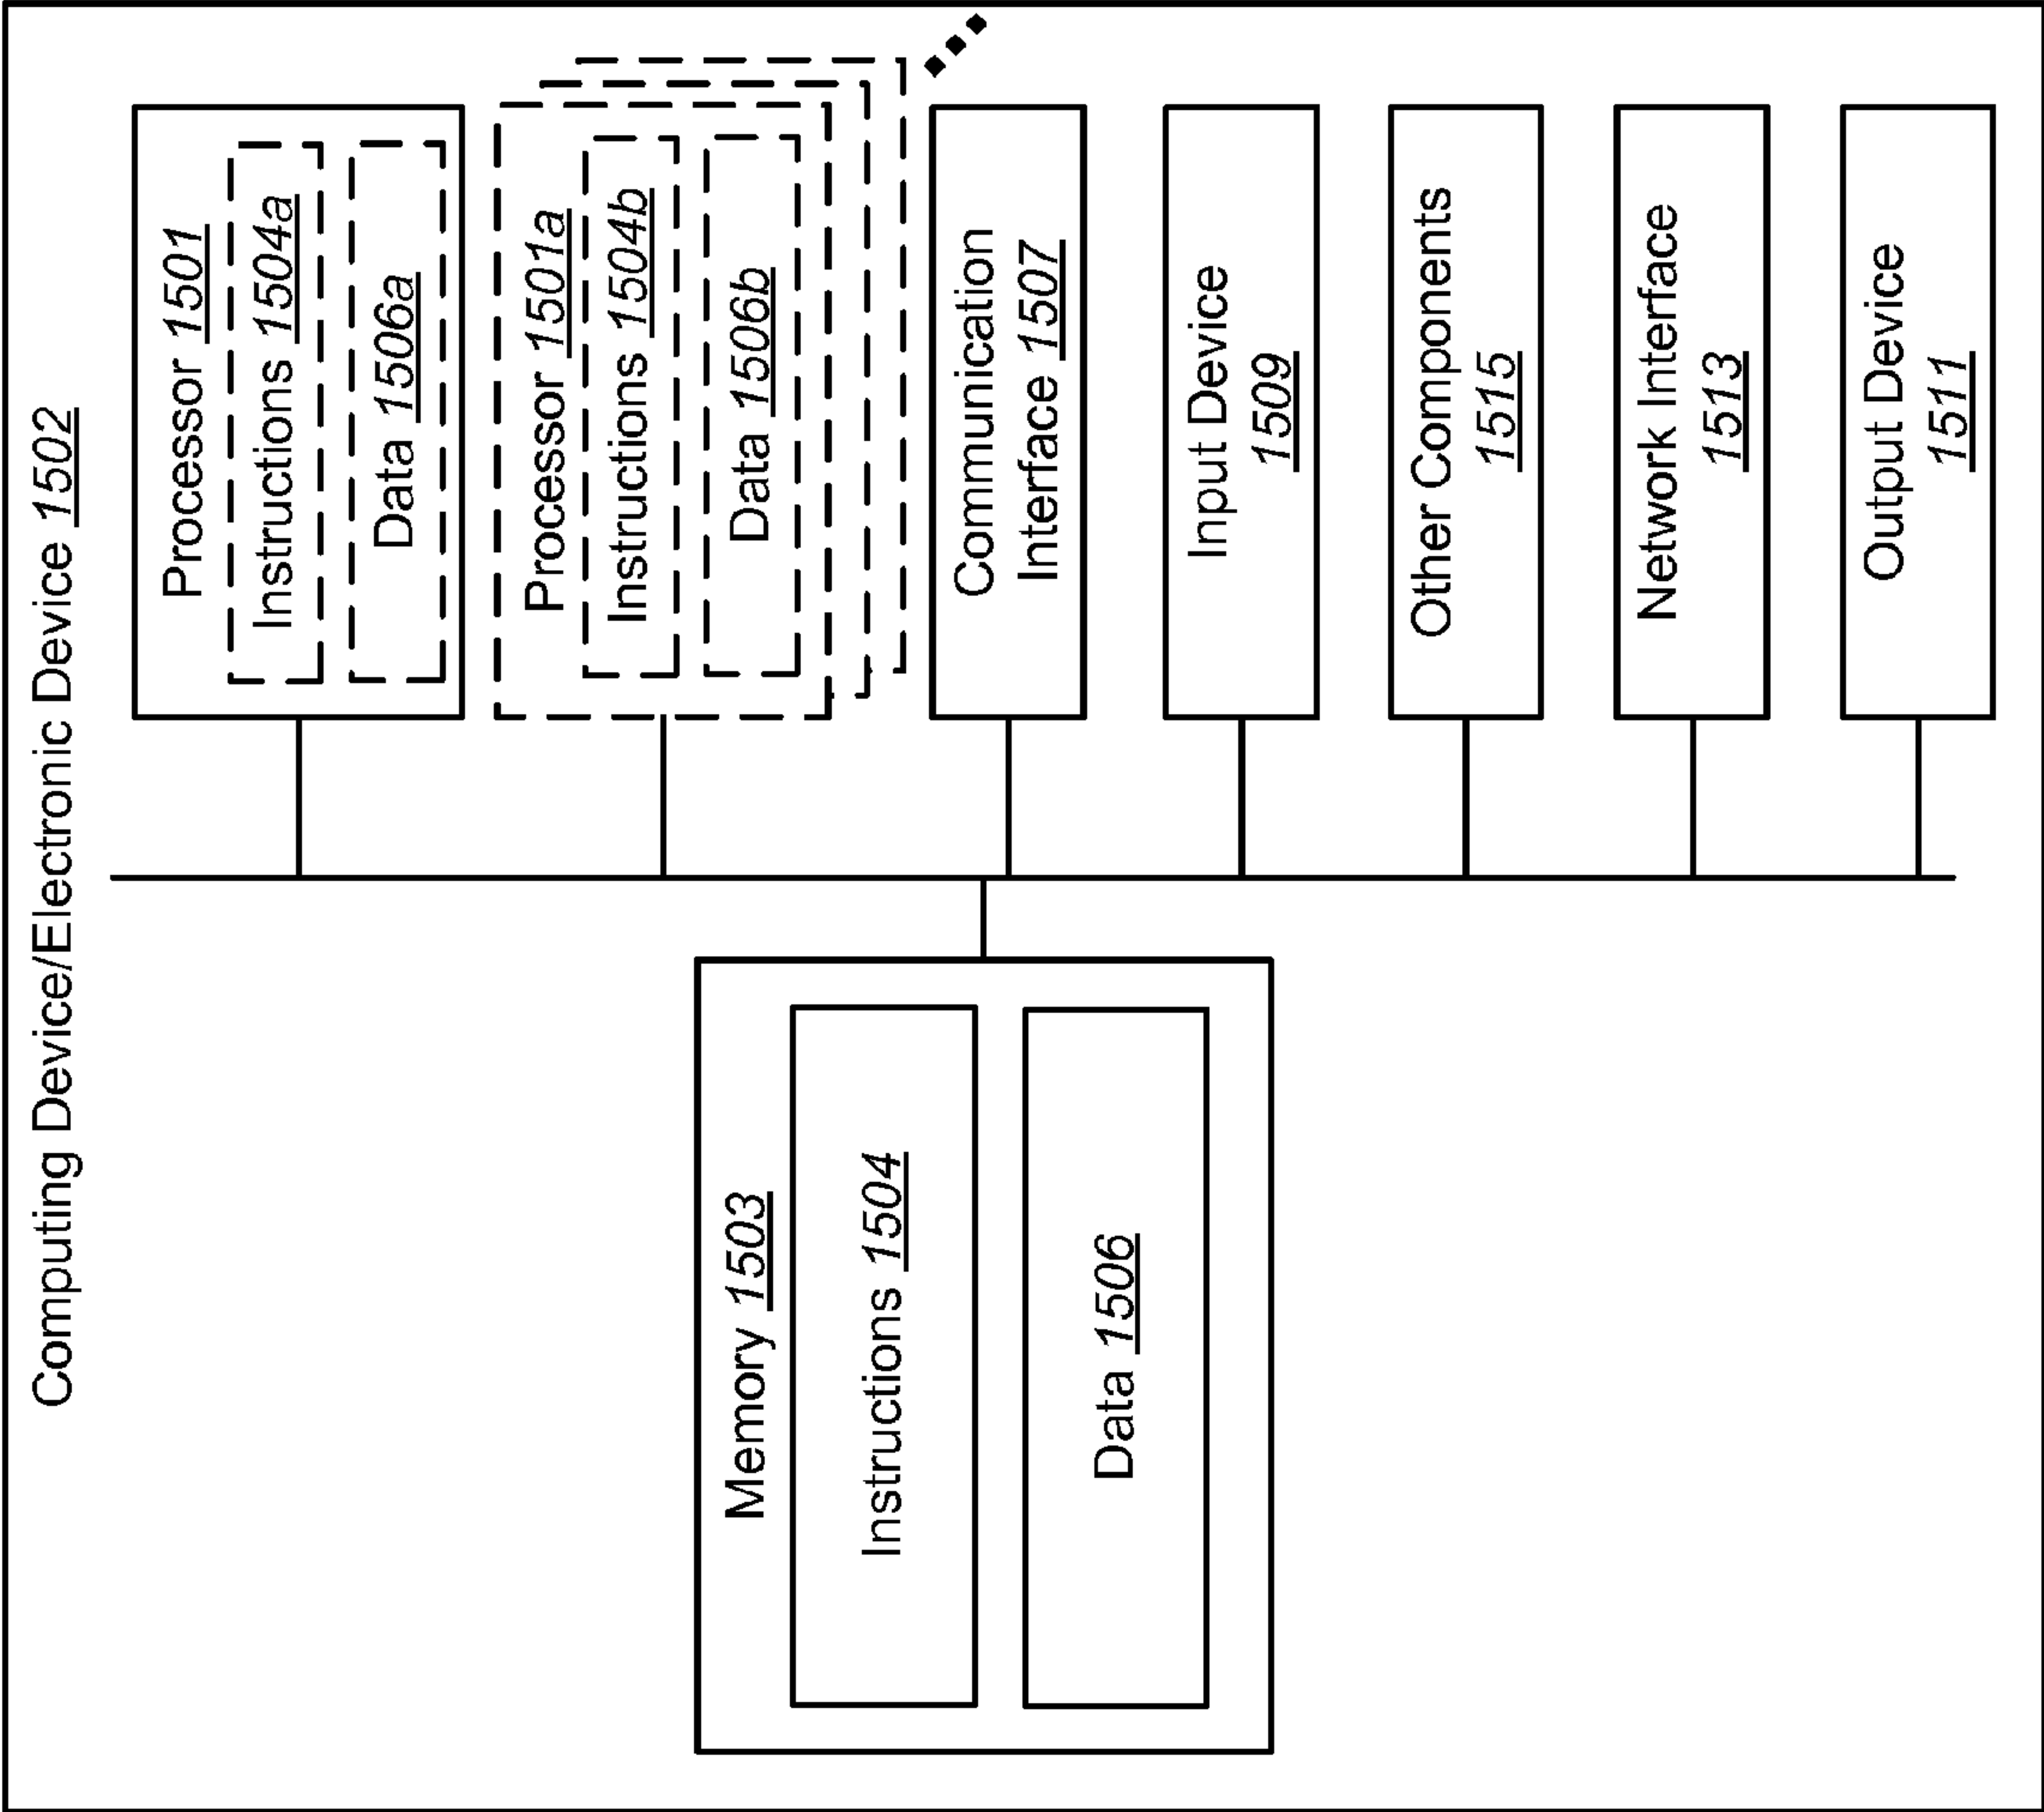 Computing Device/Electronic Device 1502
Memory 1503
Instructions 1504
Data 1506
Processor 1501
Instructions 1504a
Data 1506a
Processor 1501a
Instructions 1504b
Data 1506b
Communication
Interface 1507
Input Device
1509
Other Components
1515
Network Interface
1513
Output Device
1511